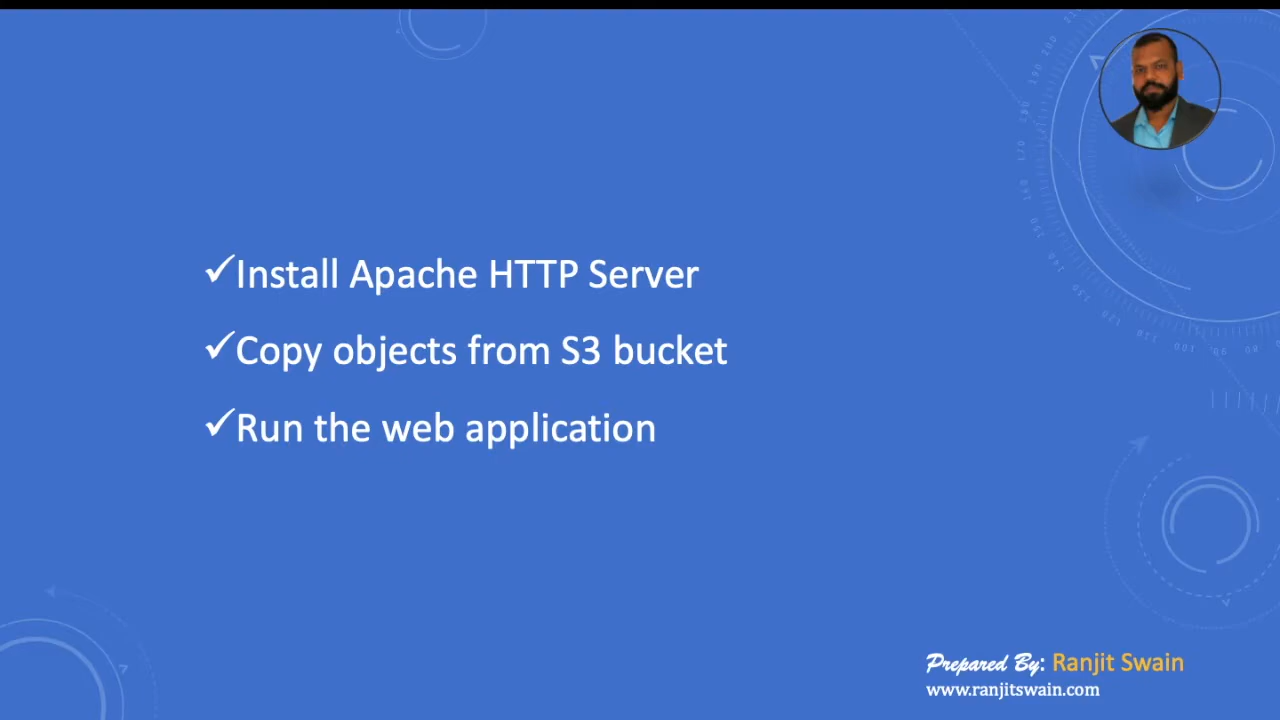 ✓Install Apache HTTP Server
✓Copy objects from S3 bucket
✓Run the web application
Prepared By: Ranjit Swain
www.ranjitswain.com